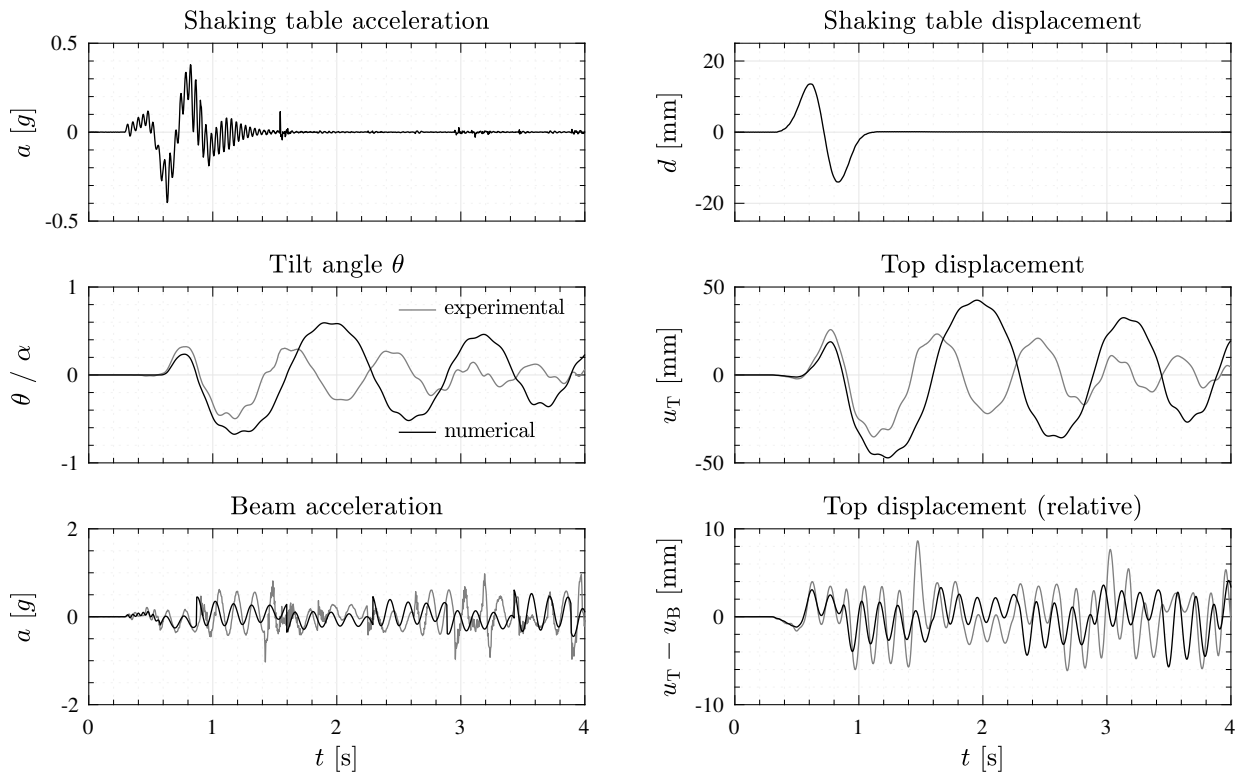 Shaking table acceleration
0.5
0
-0.5
a [g]
Shaking table displacement
20
0
-20
d [mm]
Tilt angle θ
1
0
-1
θ / α
experimental
numerical
Top displacement
50
0
-50
u_T [mm]
Beam acceleration
2
0
-2
a [g]
0 1 2 3 4
t [s]
Top displacement (relative)
10
0
-10
u_T − u_B [mm]
0 1 2 3 4
t [s]